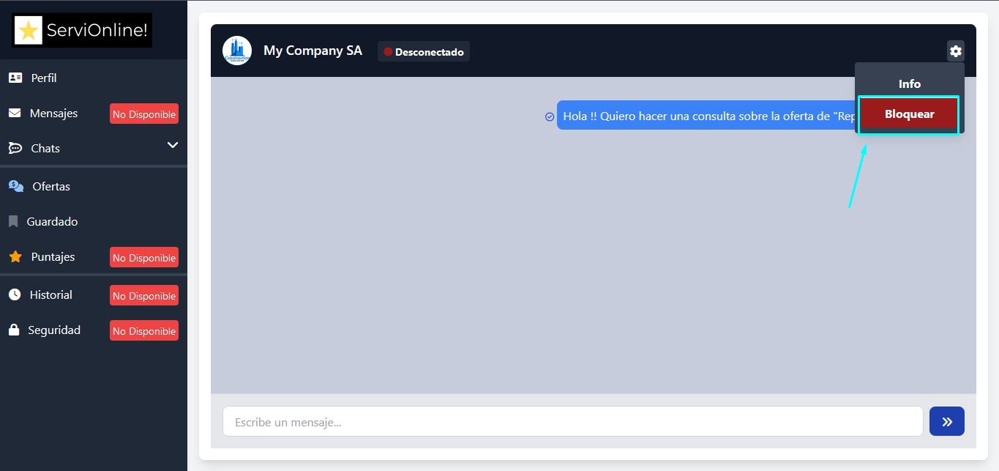 ServiOnline!
Perfil
Mensajes No Disponible
Chats
Ofertas
Guardado
Puntajes No Disponible
Historial No Disponible
Seguridad No Disponible
Construction
My Company SA Desconectado
Info
Bloquear
Hola !! Quiero hacer una consulta sobre la oferta de "Rep
Escribe un mensaje...